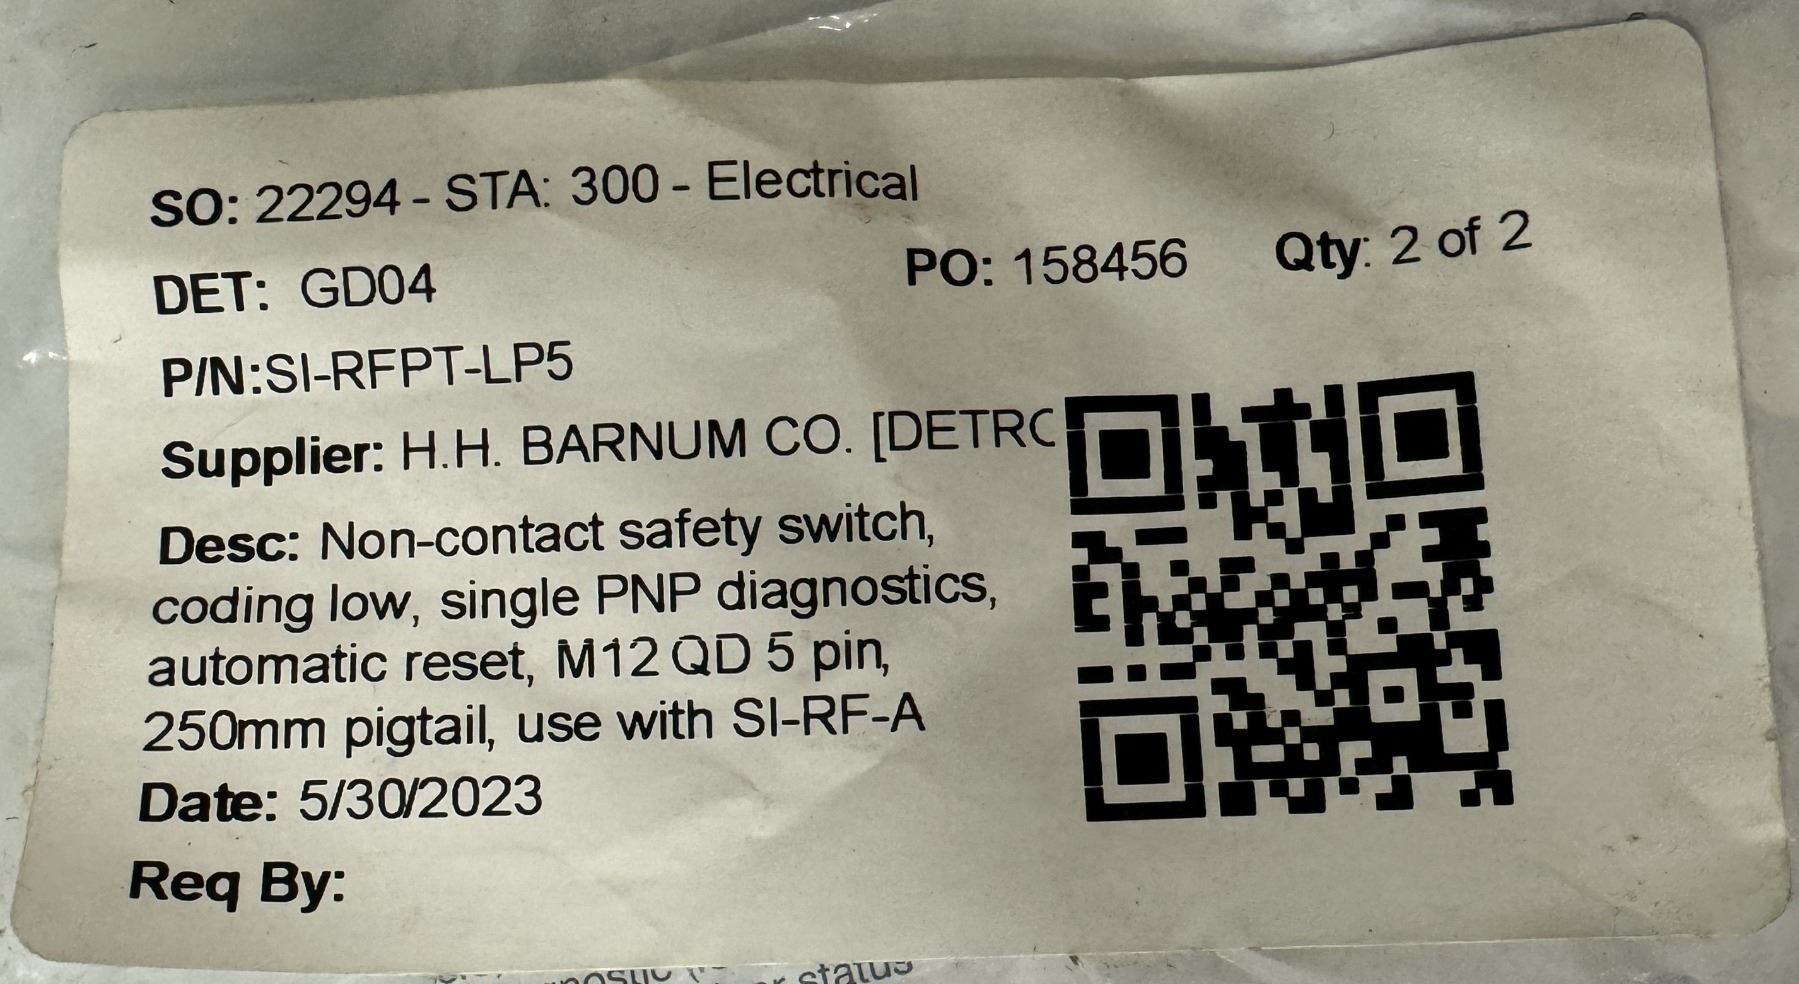 SO: 22294 - STA: 300 - Electrical
DET: GD04
PO: 158456 Qty: 2 of 2
P/N:SI-RFPT-LP5
Supplier: H.H. BARNUM CO. [DETRO
Desc: Non-contact safety switch,
coding low, single PNP diagnostics,
automatic reset, M12 QD 5 pin,
250mm pigtail, use with SI-RF-A
Date: 5/30/2023
Req By:
status